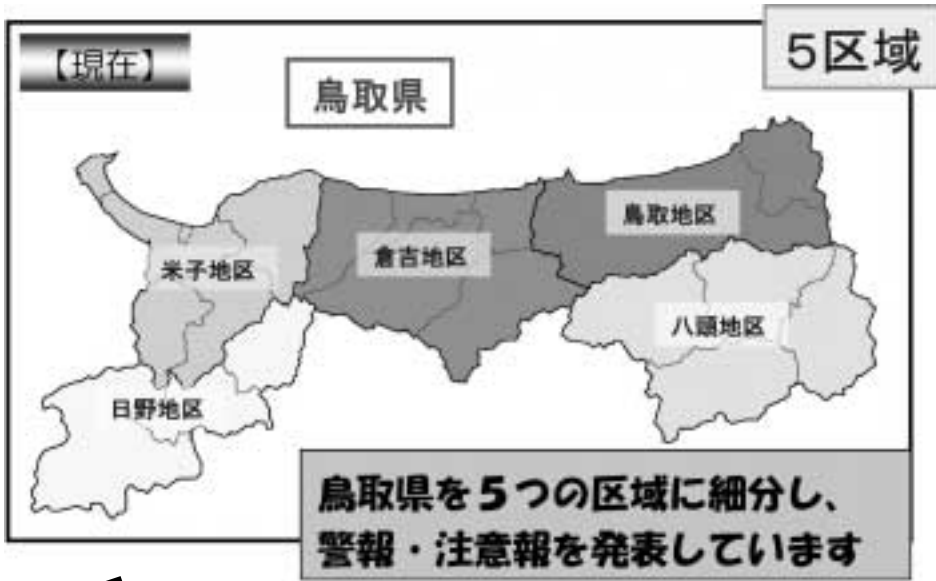 【現在】
5区域
鳥取県
鳥取地区
倉吉地区
米子地区
八頭地区
日野地区
鳥取県を5つの区域に細分し、
警報・注意報を発表しています